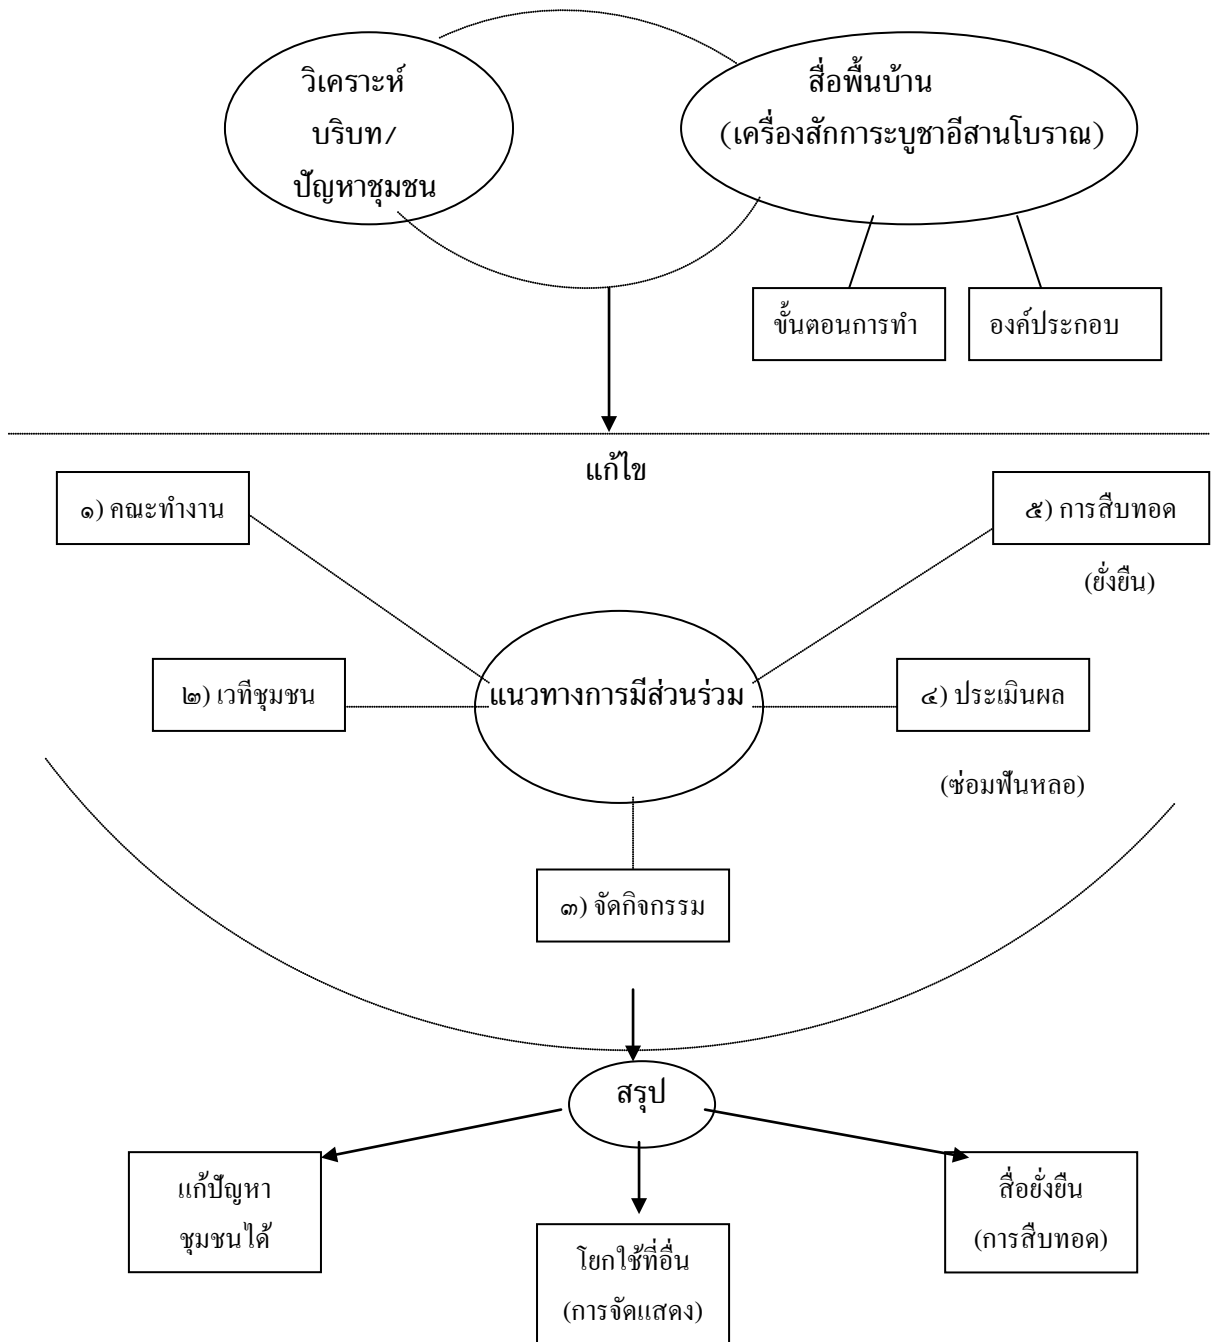 วิเคราะห์
บริบท/
ปัญหาชุมชน
สื่อพื้นบ้าน
(เครื่องสักการะบูชาอีสานโบราณ)
ขั้นตอนการทำ
องค์ประกอบ
แก้ไข
๑) คณะทำงาน
๕) การสืบทอด
(ยั่งยืน)
๒) เวทีชุมชน
แนวทางการมีส่วนร่วม
๔) ประเมินผล
(ซ่อมฟันหลอ)
๓) จัดกิจกรรม
สรุป
แก้ปัญหา
ชุมชนได้
โยกใช้ที่อื่น
(การจัดแสดง)
สื่อยั่งยืน
(การสืบทอด)